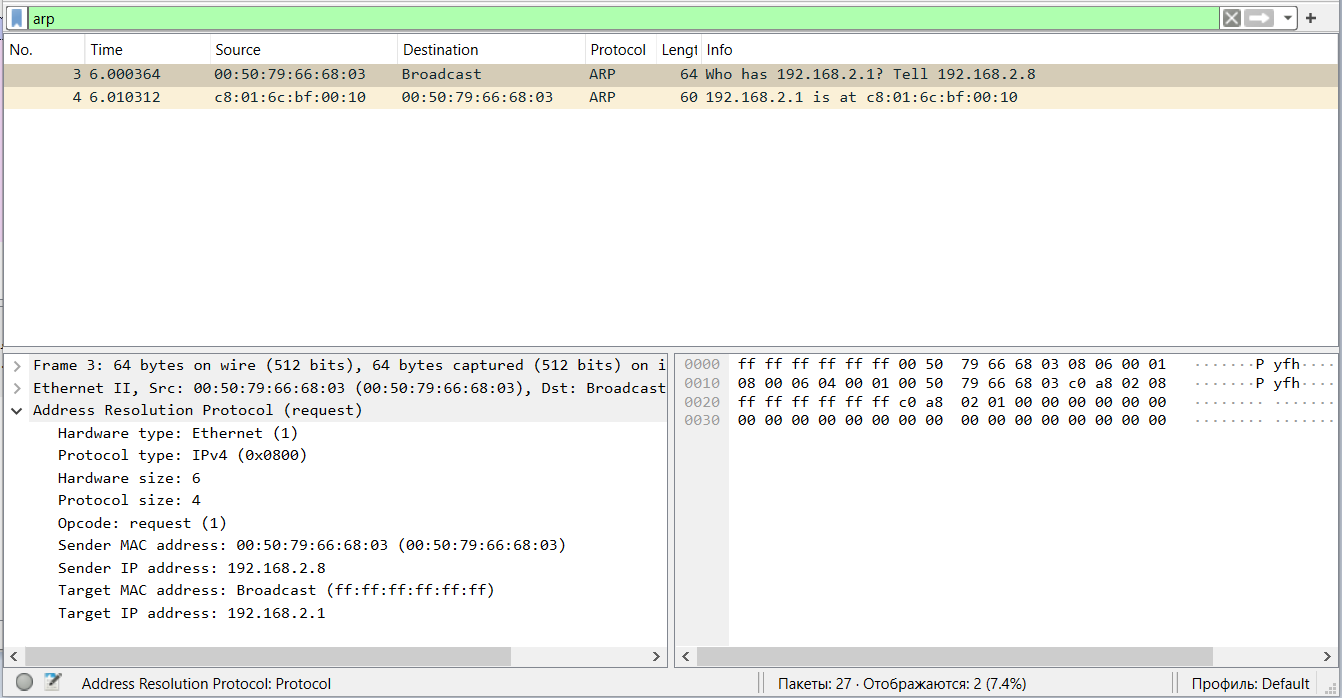 arp
No. Time Source Destination Protocol Lengt Info
3 6.000364 00:50:79:66:68:03 Broadcast ARP 64 Who has 192.168.2.1? Tell 192.168.2.8
4 6.010312 c8:01:6c:bf:00:10 00:50:79:66:68:03 ARP 60 192.168.2.1 is at c8:01:6c:bf:00:10
Frame 3: 64 bytes on wire (512 bits), 64 bytes captured (512 bits) on i
Ethernet II, Src: 00:50:79:66:68:03 (00:50:79:66:68:03), Dst: Broadcast
Address Resolution Protocol (request)
Hardware type: Ethernet (1)
Protocol type: IPv4 (0x0800)
Hardware size: 6
Protocol size: 4
Opcode: request (1)
Sender MAC address: 00:50:79:66:68:03 (00:50:79:66:68:03)
Sender IP address: 192.168.2.8
Target MAC address: Broadcast (ff:ff:ff:ff:ff:ff)
Target IP address: 192.168.2.1
0000 ff ff ff ff ff ff 00 50 79 66 68 03 08 06 00 01 ·······P yfh····
0010 08 00 06 04 00 01 00 50 79 66 68 03 c0 a8 02 08 ·······P yfh····
0020 ff ff ff ff ff ff c0 a8 02 01 00 00 00 00 00 00 ········ ·······
0030 00 00 00 00 00 00 00 00 00 00 00 00 00 00 00 00 ········ ·······
Address Resolution Protocol: Protocol
Пакеты: 27 · Отображаются: 2 (7.4%)
Профиль: Default